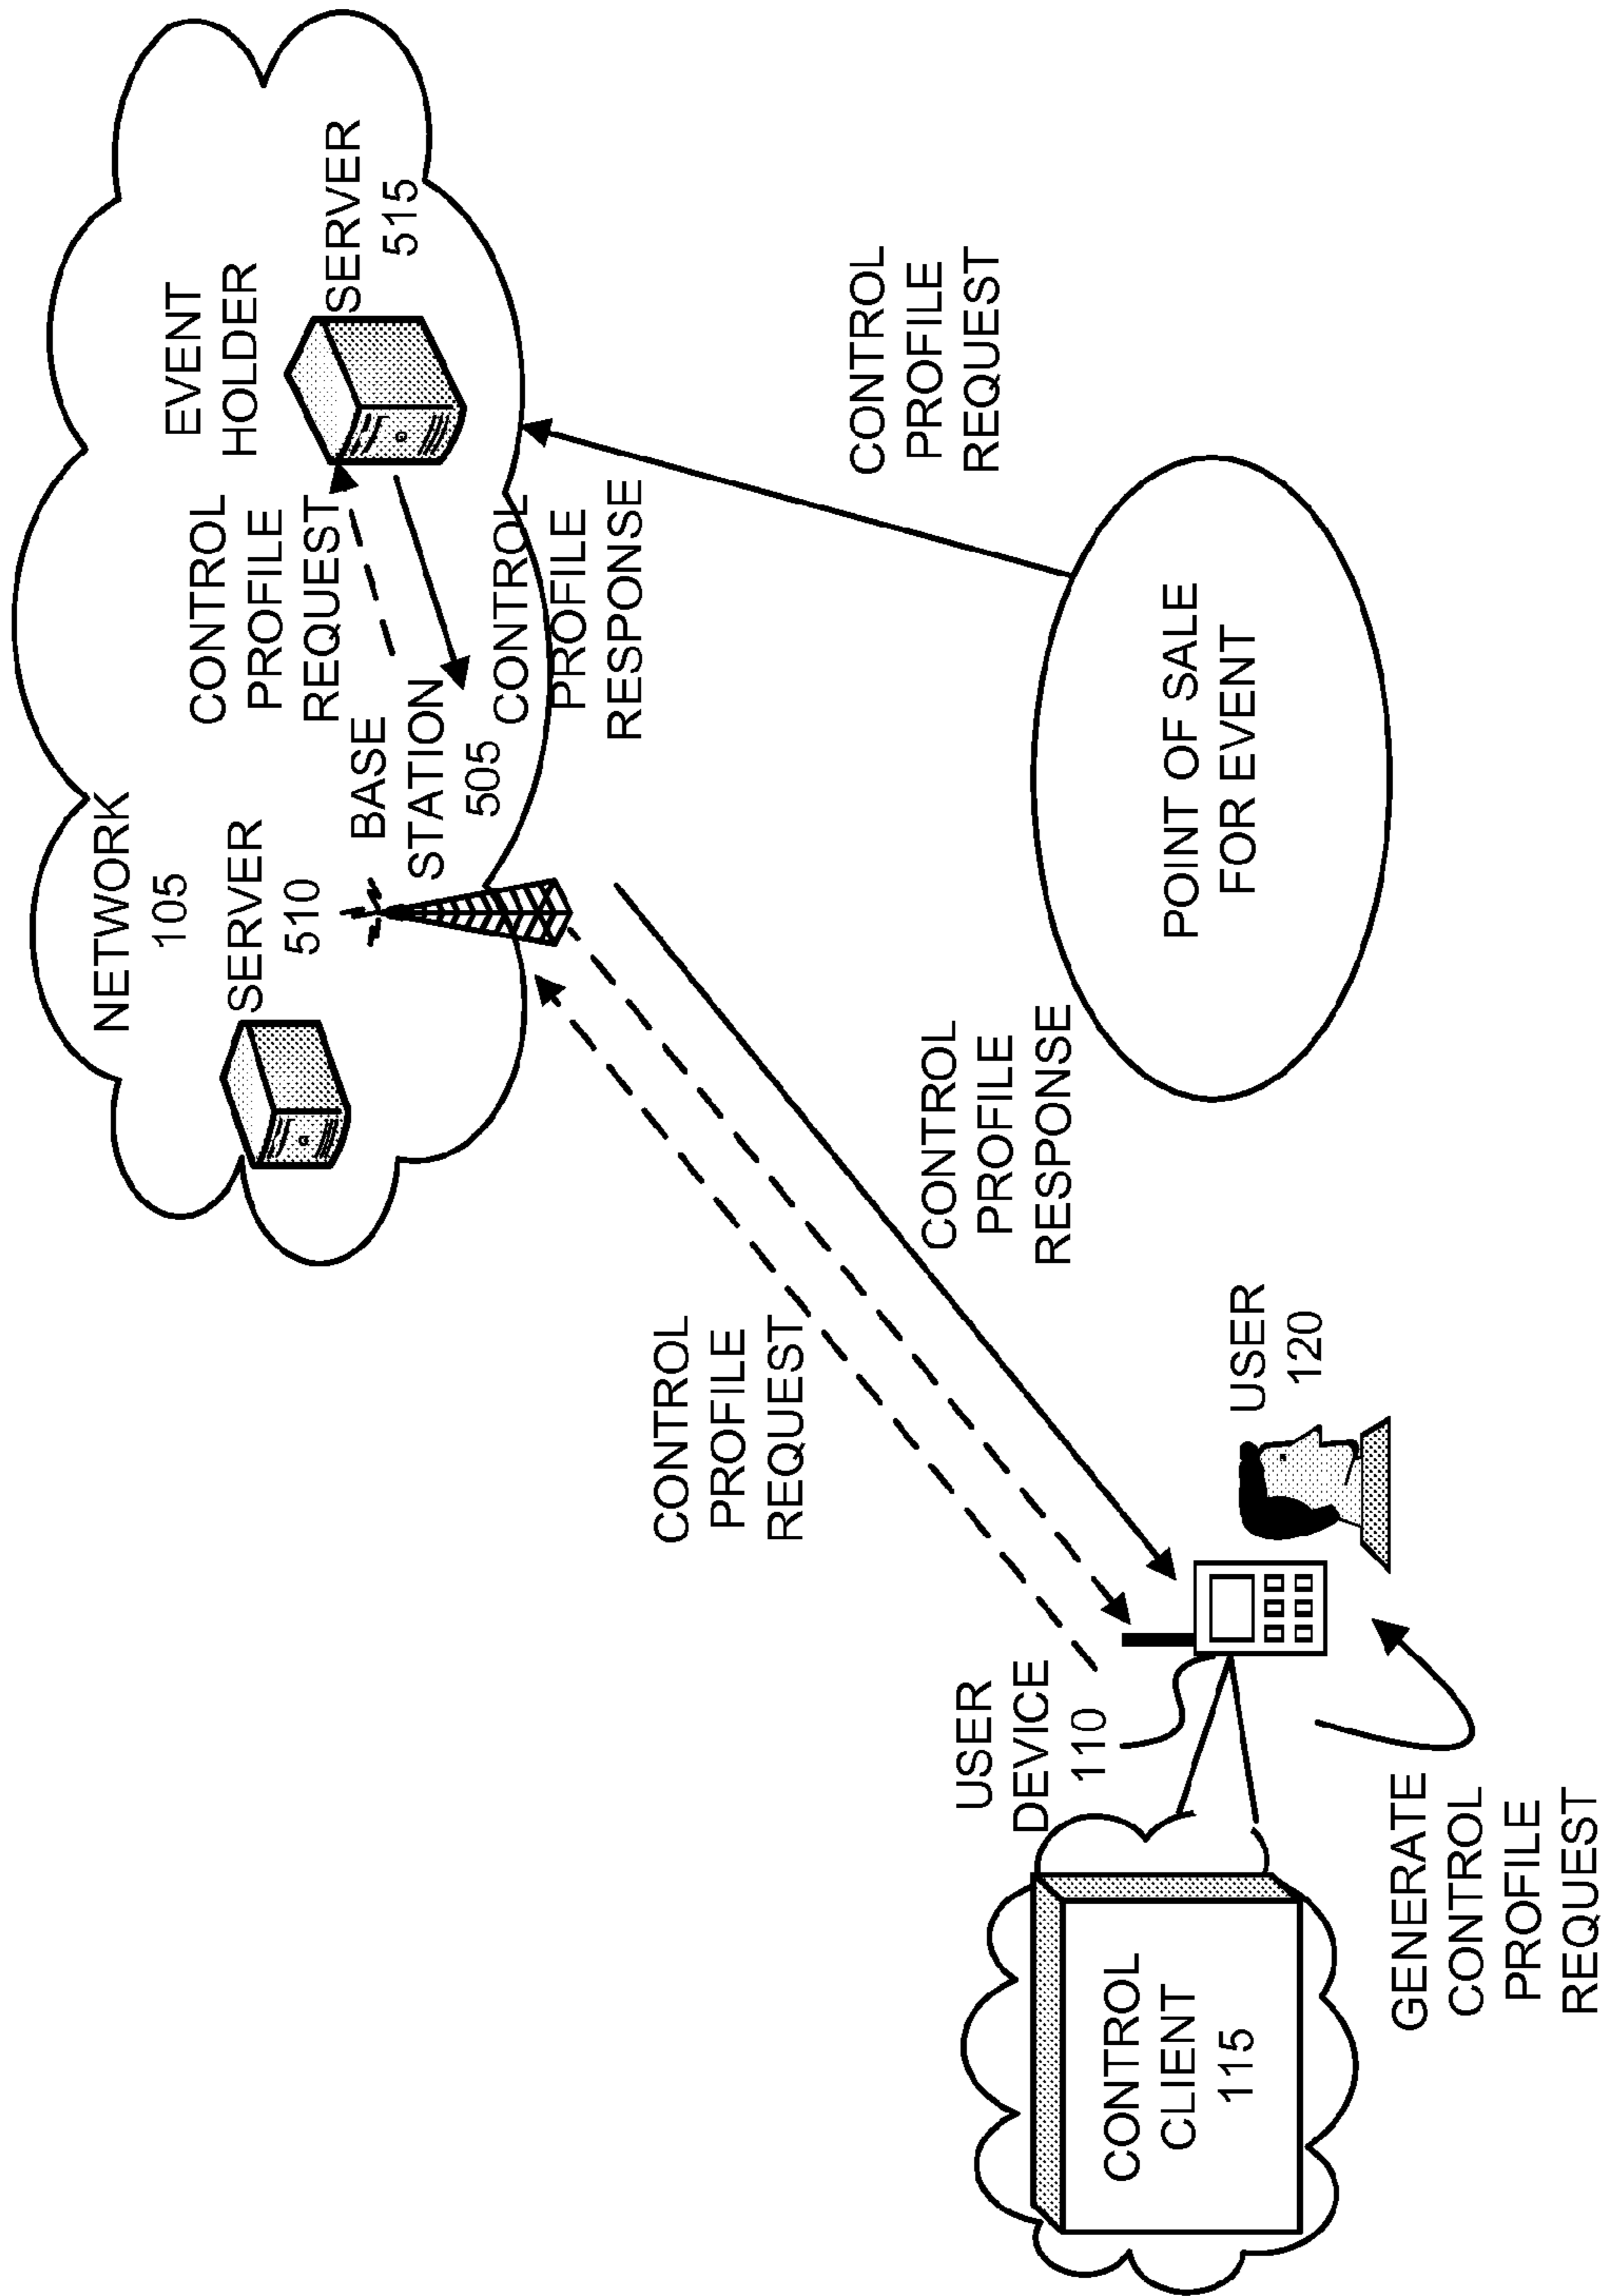 NETWORK
105
SERVER
510
BASE
STATION
505
CONTROL
PROFILE
REQUEST
EVENT
HOLDER
SERVER
515
CONTROL
PROFILE
RESPONSE
CONTROL
PROFILE
REQUEST
CONTROL
PROFILE
RESPONSE
CONTROL
PROFILE
REQUEST
POINT OF SALE
FOR EVENT
USER
DEVICE
110
USER
120
CONTROL
CLIENT
115
GENERATE
CONTROL
PROFILE
REQUEST